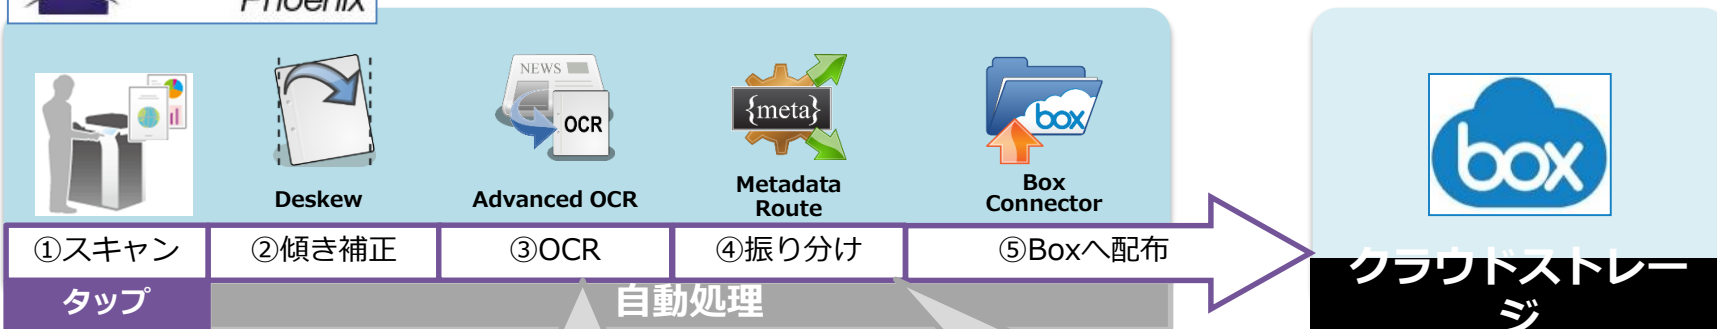 Phoenix
NEWS
OCR
{meta}
box
box
Deskew
Advanced OCR
Metadata
Route
Box
Connector
①スキャン
②傾き補正
③OCR
④振り分け
⑤Boxへ配布
タップ
自動処理
クラウドストレー
ジ